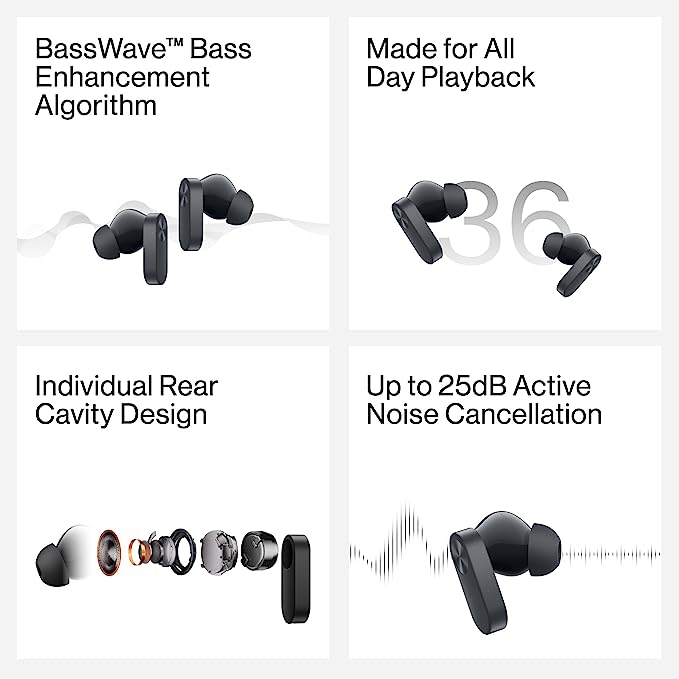 BassWave™ Bass
Enhancement
Algorithm
Made for All
Day Playback
36
Individual Rear
Cavity Design
Up to 25dB Active
Noise Cancellation